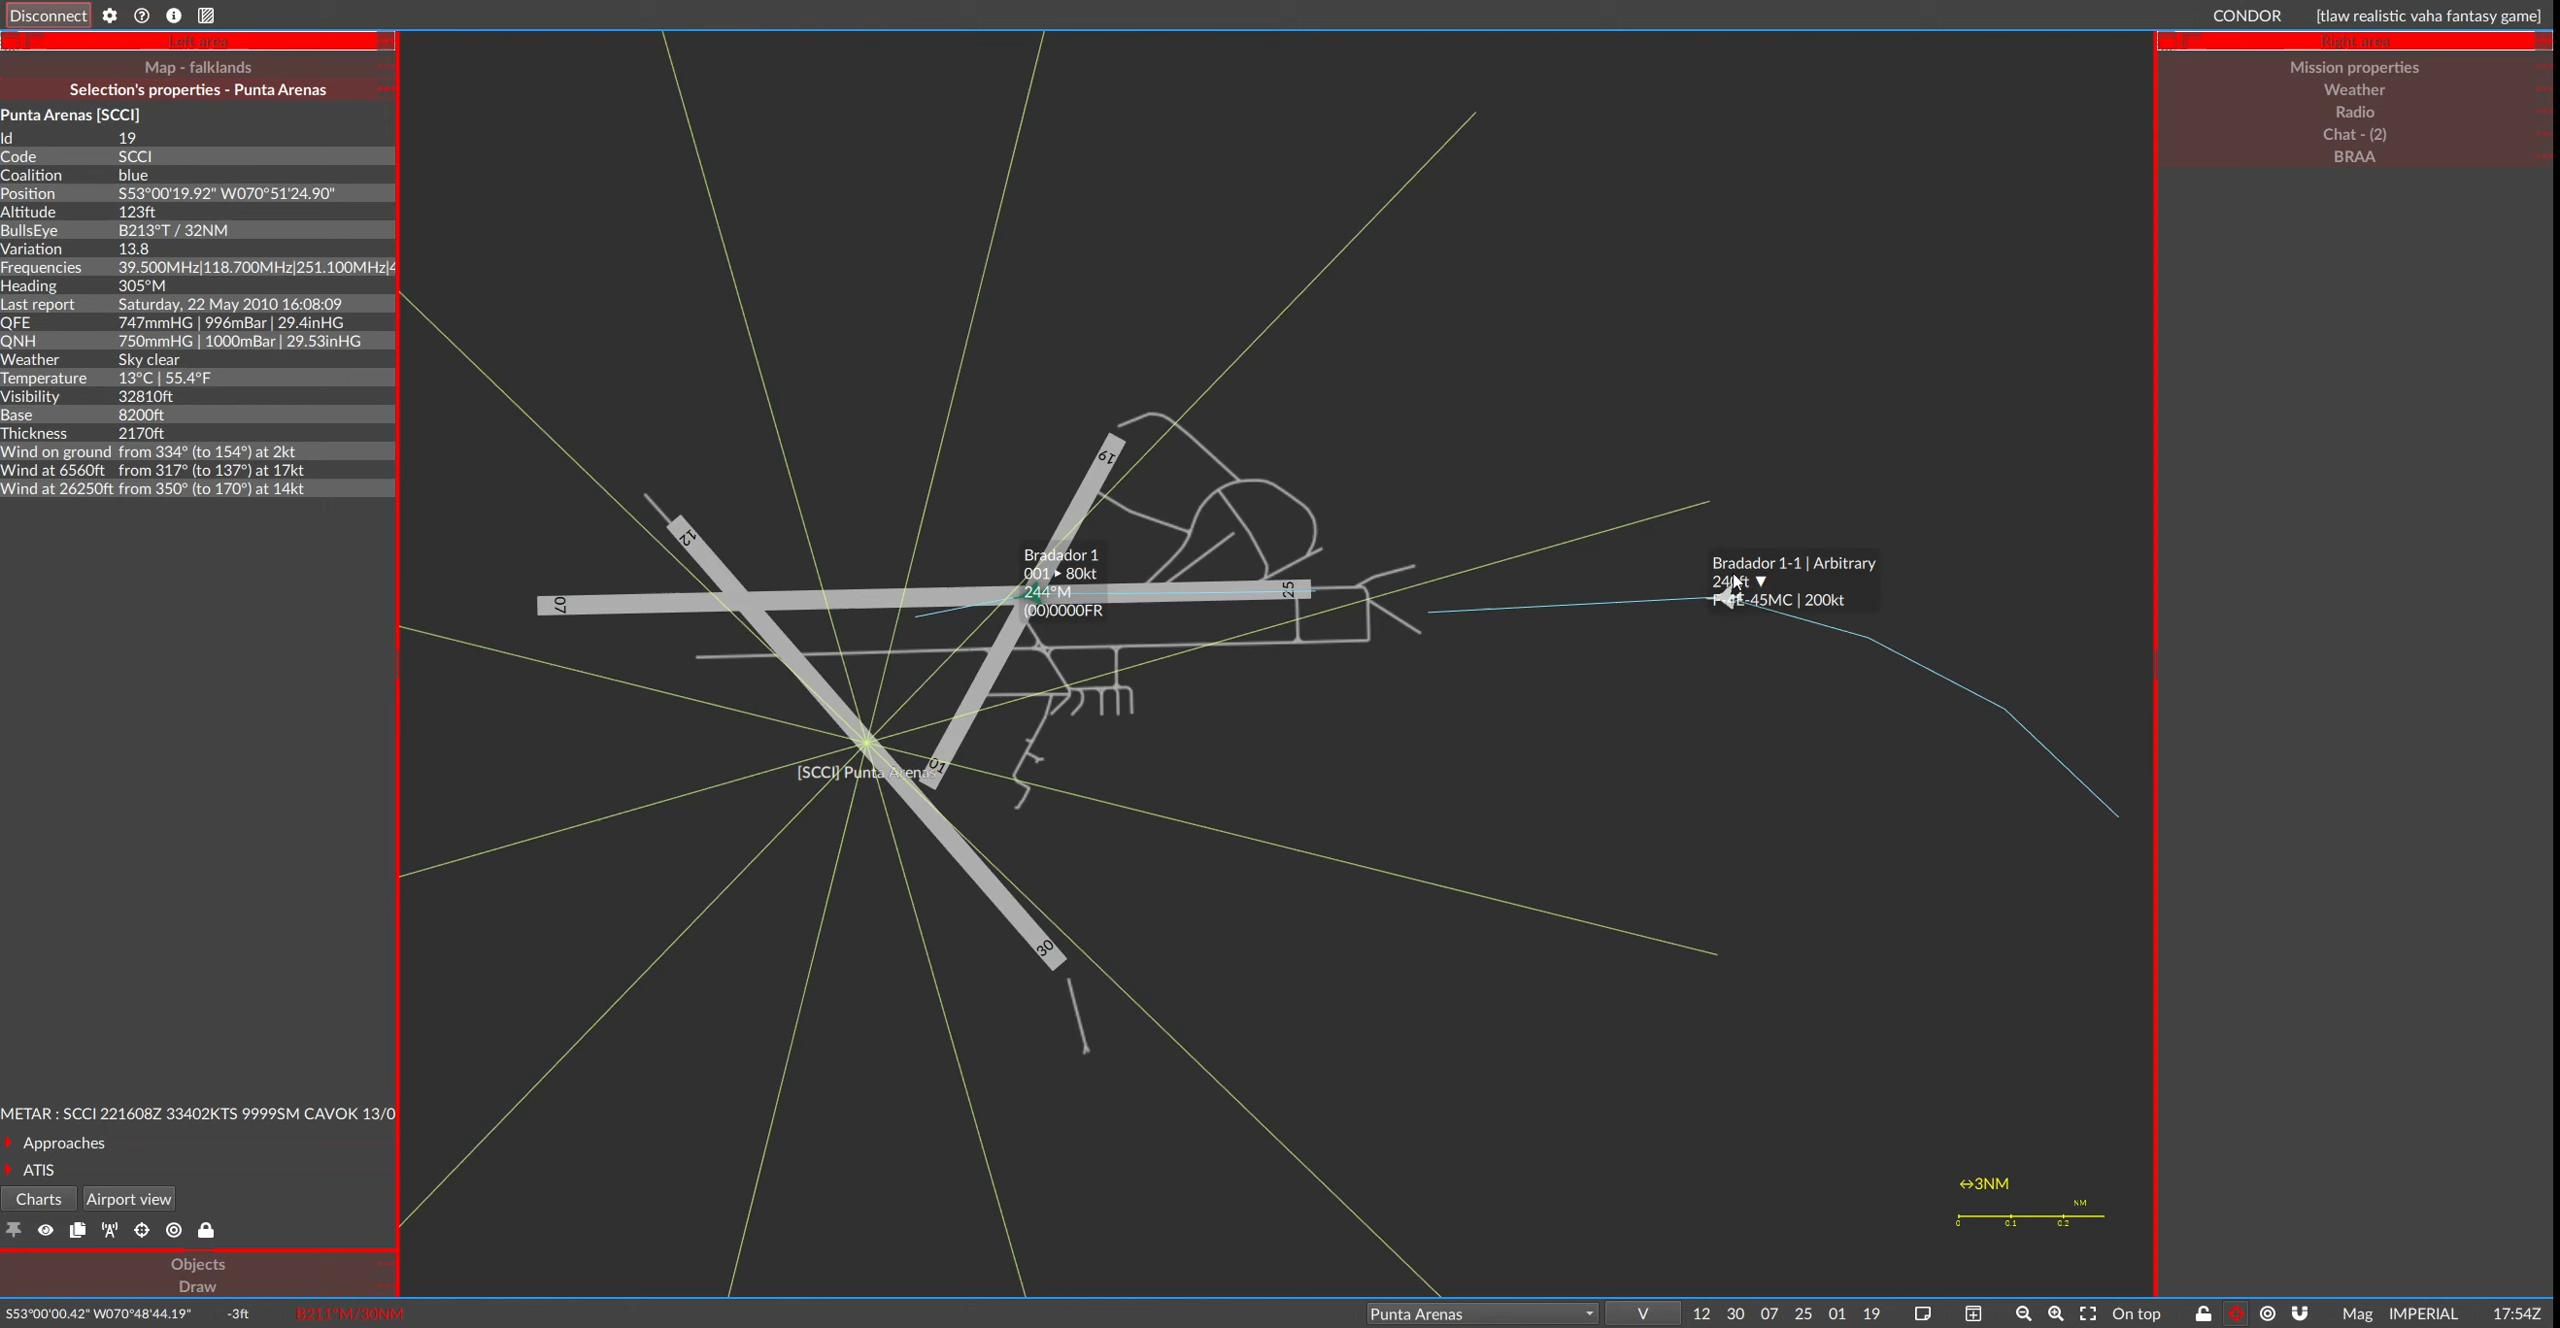 Disconnect
CONDOR [tlaw realistic vaha fantasy game]
Left area
Map - falklands
Selection's properties - Punta Arenas
Punta Arenas [SCCI]
Id 19
Code SCCI
Coalition blue
Position S53°00'19.92" W070°51'24.90"
Altitude 123ft
BullsEye B213°T / 32NM
Variation 13.8
Frequencies 39.500MHz|118.700MHz|251.100MHz|4
Heading 305°M
Last report Saturday, 22 May 2010 16:08:09
QFE 747mmHG | 996mBar | 29.4inHG
QNH 750mmHG | 1000mBar | 29.53inHG
Weather Sky clear
Temperature 13°C | 55.4°F
Visibility 32810ft
Base 8200ft
Thickness 2170ft
Wind on ground from 334° (to 154°) at 2kt
Wind at 6560ft from 317° (to 137°) at 17kt
Wind at 26250ft from 350° (to 170°) at 14kt
METAR : SCCI 221608Z 33402KTS 9999SM CAVOK 13/0
Approaches
ATIS
Charts Airport view
Objects
Draw
19
12
07
25
01
30
Bradador 1
001 ▸ 80kt
244°M
(00)0000FR
Bradador 1-1 | Arbitrary
240ft ▼
F-4E-45MC | 200kt
[SCCI] Punta Arenas
↔3NM
NM
0 0.1 0.2
Right area
Mission properties
Weather
Radio
Chat - (2)
BRAA
S53°00'00.42" W070°48'44.19" -3ft B211°M/30NM
Punta Arenas V 12 30 07 25 01 19 On top Mag IMPERIAL 17:54Z